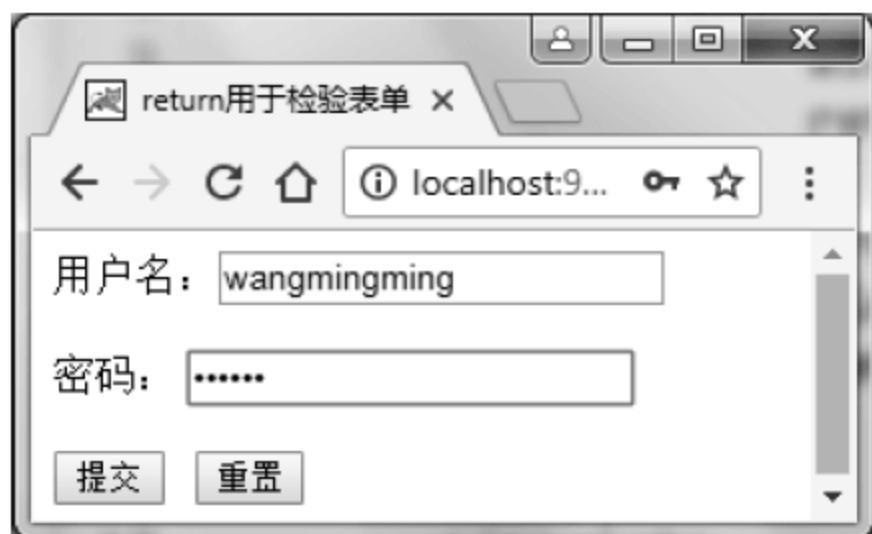 return用于检验表单
localhost:9...
用户名：wangmingming
密码：••••••
提交 重置